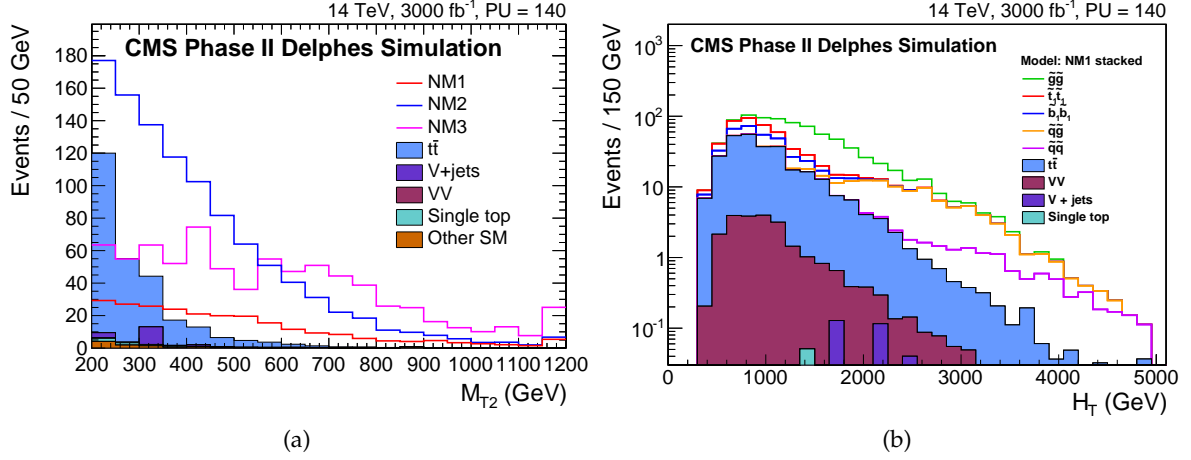 14 TeV, 3000 fb⁻¹, PU = 140
CMS Phase II Delphes Simulation
Events / 50 GeV
180
160
140
120
100
80
60
40
20
0
NM1
NM2
NM3
tt̄
V+jets
VV
Single top
Other SM
200 300 400 500 600 700 800 900 1000 1100 1200
M_T2 (GeV)
(a)
14 TeV, 3000 fb⁻¹, PU = 140
CMS Phase II Delphes Simulation
Events / 150 GeV
10³
10²
10
1
10⁻¹
Model: NM1 stacked
g̃g̃
t̃₁t̃₁
b̃₁b̃₁
q̃g̃
q̃q̃
tt̄
VV
V + jets
Single top
0 1000 2000 3000 4000 5000
H_T (GeV)
(b)